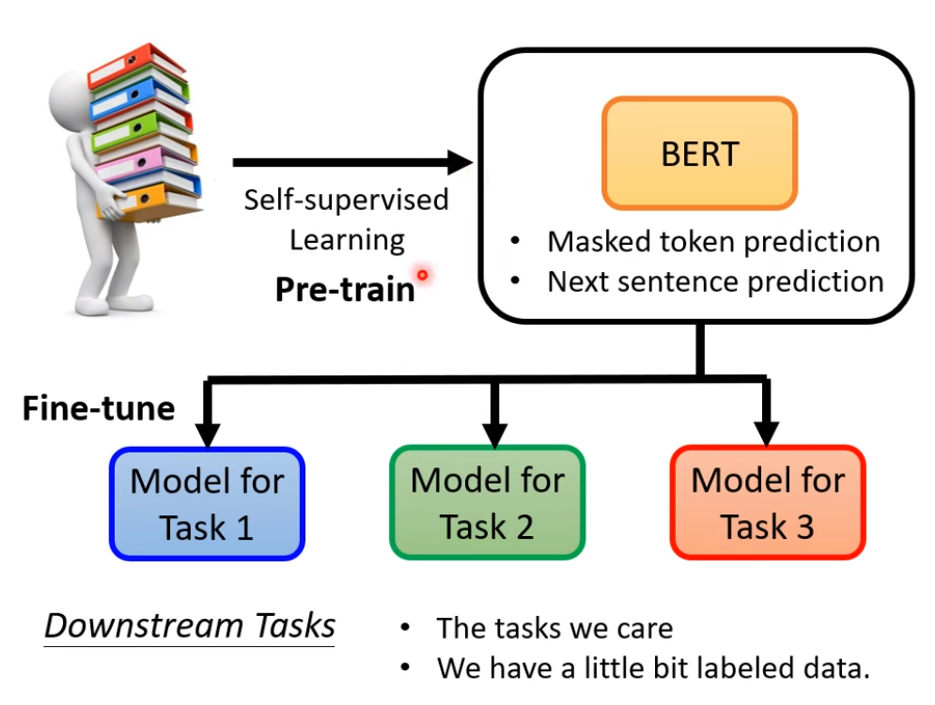 BERT
Self-supervised
Learning
Pre-train
• Masked token prediction
• Next sentence prediction
Fine-tune
Model for
Task 1
Model for
Task 2
Model for
Task 3
Downstream Tasks
• The tasks we care
• We have a little bit labeled data.